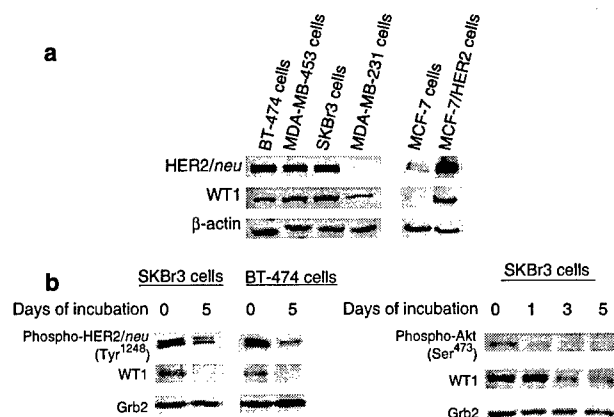 a
BT-474 cells
MDA-MB-453 cells
SKBr3 cells
MDA-MB-231 cells
MCF-7 cells
MCF-7/HER2 cells
HER2/neu
WT1
β-actin
b
SKBr3 cells
BT-474 cells
Days of incubation 0 5 0 5
Phospho-HER2/neu
(Tyr1248)
WT1
Grb2
SKBr3 cells
Days of incubation 0 1 3 5
Phospho-Akt
(Ser473)
WT1
Grb2